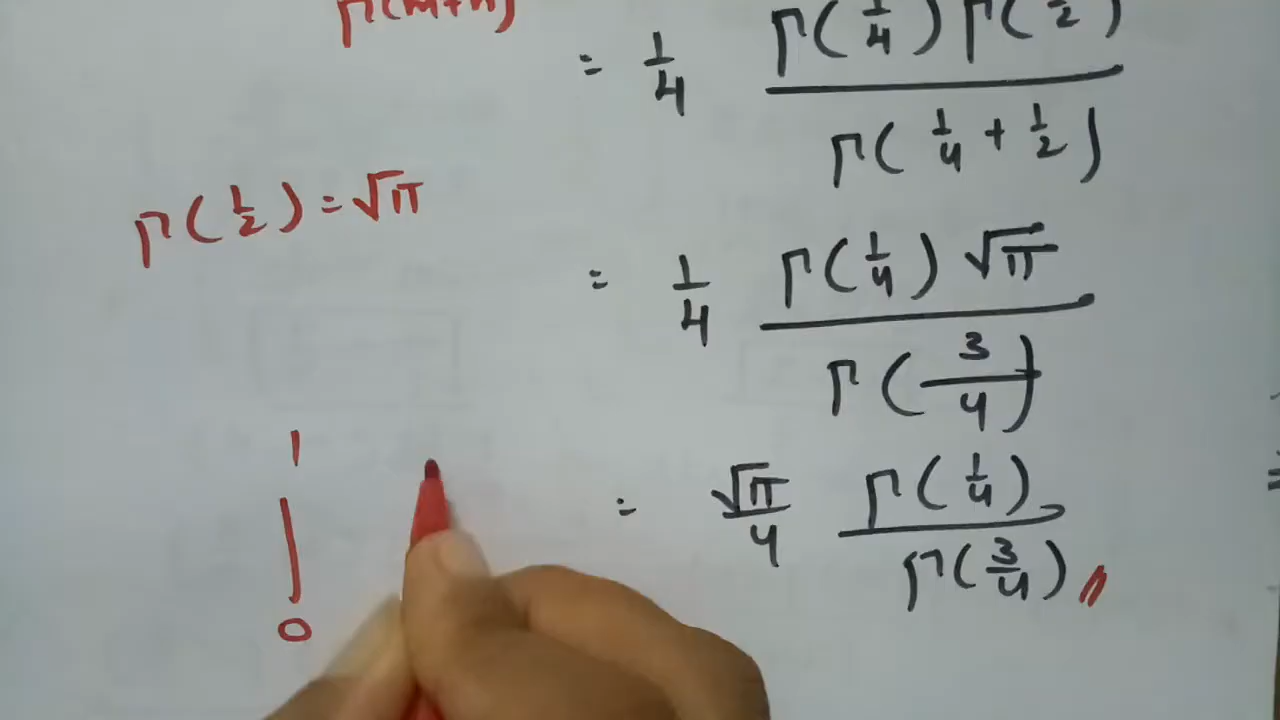 Γ(m+n)
= 1/4 Γ(1/4) Γ(1/2) / Γ(1/4 + 1/2)
Γ(1/2) = √π
= 1/4 Γ(1/4) √π / Γ(3/4)
= √π/4 Γ(1/4) / Γ(3/4) //
1
∫
0